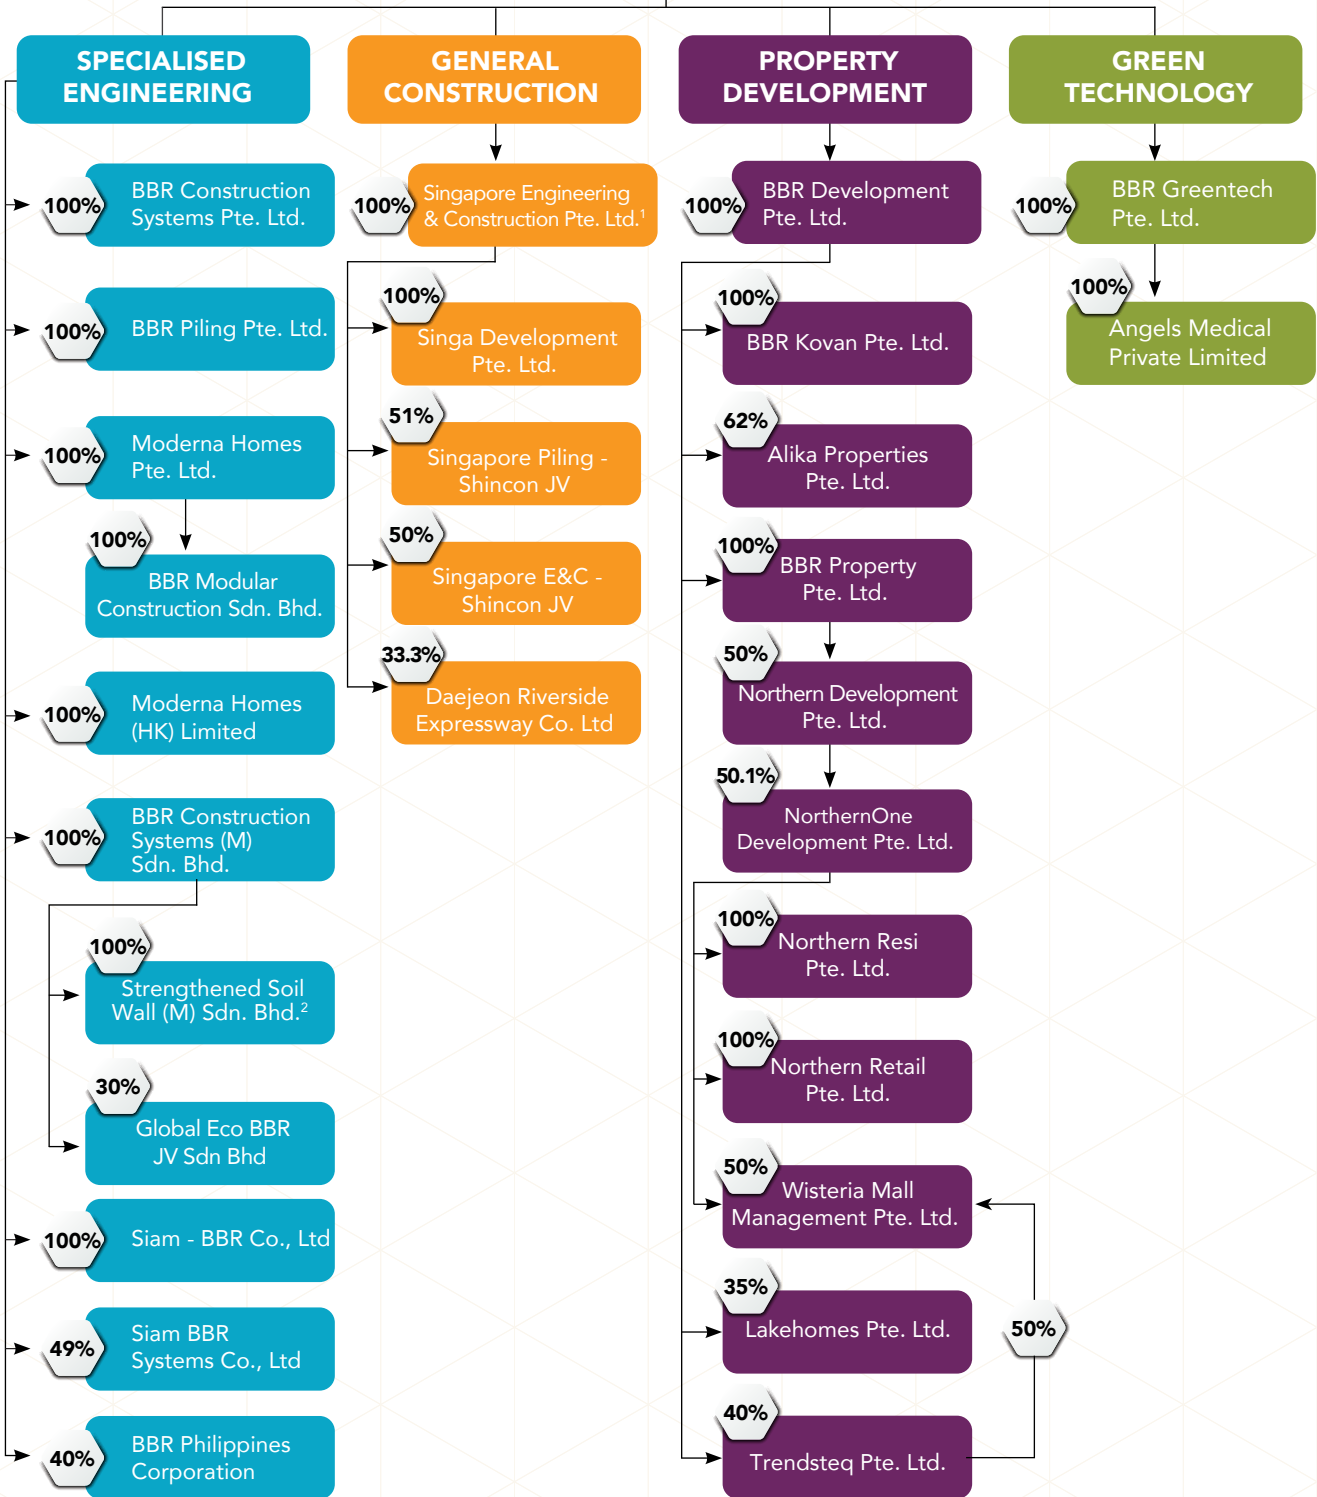 SPECIALISED
ENGINEERING
100%
BBR Construction
Systems Pte. Ltd.
100%
BBR Piling Pte. Ltd.
100%
Moderna Homes
Pte. Ltd.
100%
BBR Modular
Construction Sdn. Bhd.
100%
Moderna Homes
(HK) Limited
100%
BBR Construction
Systems (M)
Sdn. Bhd.
100%
Strengthened Soil
Wall (M) Sdn. Bhd.²
30%
Global Eco BBR
JV Sdn Bhd
100%
Siam - BBR Co., Ltd
49%
Siam BBR
Systems Co., Ltd
40%
BBR Philippines
Corporation
GENERAL
CONSTRUCTION
100%
Singapore Engineering
& Construction Pte. Ltd.¹
100%
Singa Development
Pte. Ltd.
51%
Singapore Piling -
Shincon JV
50%
Singapore E&C -
Shincon JV
33.3%
Daejeon Riverside
Expressway Co. Ltd
PROPERTY
DEVELOPMENT
100%
BBR Development
Pte. Ltd.
100%
BBR Kovan Pte. Ltd.
62%
Alika Properties
Pte. Ltd.
100%
BBR Property
Pte. Ltd.
50%
Northern Development
Pte. Ltd.
50.1%
NorthernOne
Development Pte. Ltd.
100%
Northern Resi
Pte. Ltd.
100%
Northern Retail
Pte. Ltd.
50%
Wisteria Mall
Management Pte. Ltd.
35%
Lakehomes Pte. Ltd.
50%
40%
Trendsteq Pte. Ltd.
GREEN
TECHNOLOGY
100%
BBR Greentech
Pte. Ltd.
100%
Angels Medical
Private Limited